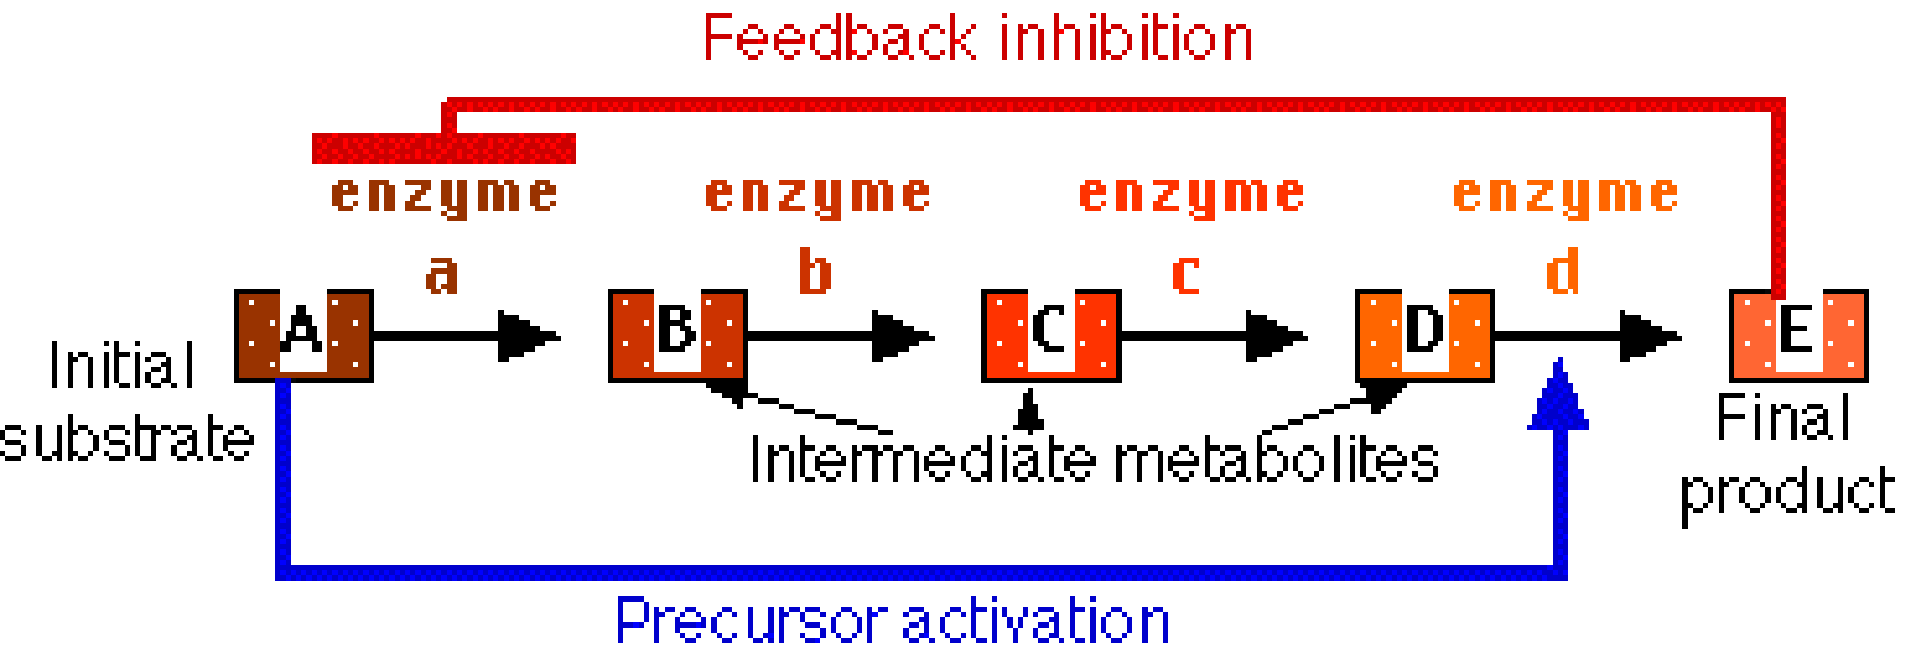 Feedback inhibition
enzyme a
enzyme b
enzyme c
enzyme d
A
B
C
D
E
Initial
substrate
Intermediate metabolites
Final
product
Precursor activation